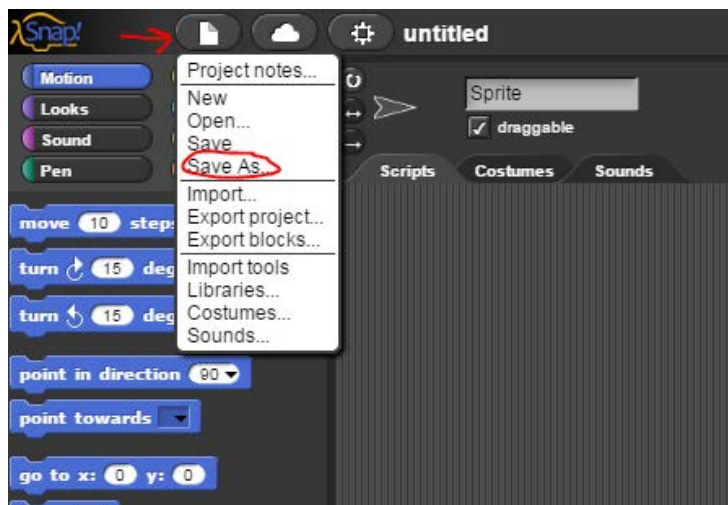 λSnap!
untitled
Motion
Looks
Sound
Pen
Project notes...
New
Open...
Save
Save As...
Import...
Export project...
Export blocks...
Import tools
Libraries...
Costumes...
Sounds...
Sprite
draggable
Scripts Costumes Sounds
move 10 steps
turn 15 deg
turn 15 deg
point in direction 90
point towards
go to x: 0 y: 0